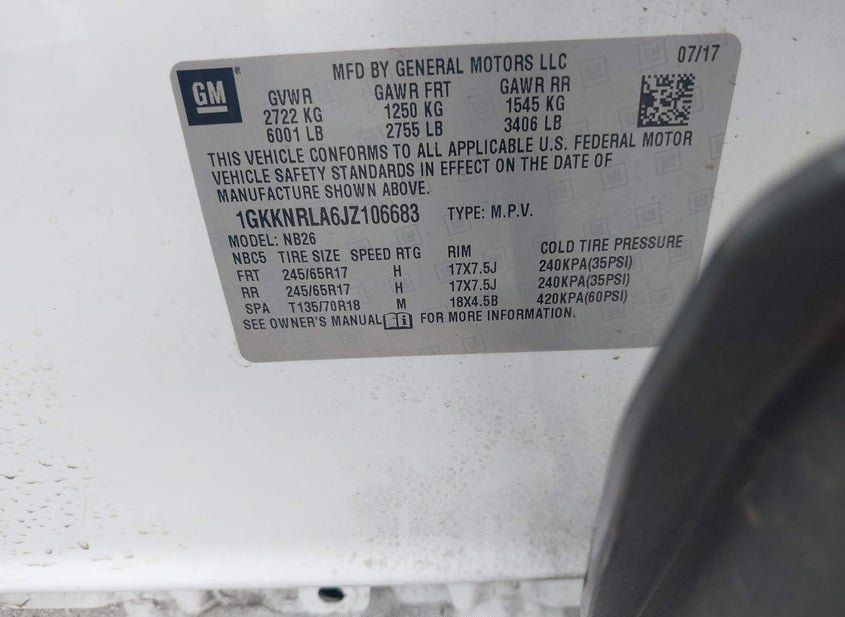 GM
MFD BY GENERAL MOTORS LLC
07/17
GVWR GAWR FRT GAWR RR
2722 KG 1250 KG 1545 KG
6001 LB 2755 LB 3406 LB
THIS VEHICLE CONFORMS TO ALL APPLICABLE U.S. FEDERAL MOTOR
VEHICLE SAFETY STANDARDS IN EFFECT ON THE DATE OF
MANUFACTURE SHOWN ABOVE.
1GKKNRLA6JZ106683 TYPE: M.P.V.
MODEL: NB26
NBC5 TIRE SIZE SPEED RTG RIM COLD TIRE PRESSURE
FRT 245/65R17 H 17X7.5J 240KPA(35PSI)
RR 245/65R17 H 17X7.5J 240KPA(35PSI)
SPA T135/70R18 M 18X4.5B 420KPA(60PSI)
SEE OWNER'S MANUAL FOR MORE INFORMATION.